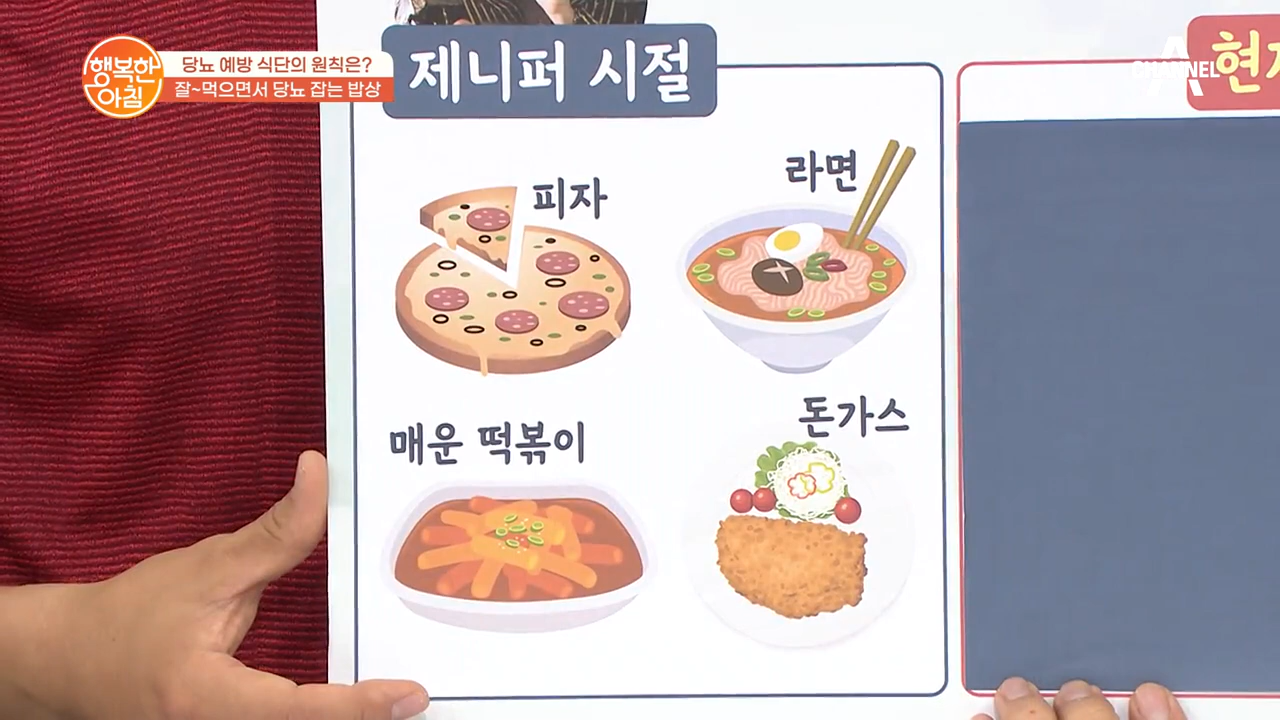 행복한
아침
당뇨 예방 식단의 원칙은?
잘~먹으면서 당뇨 잡는 밥상
제니퍼 시절
CHANNEL A
피자
라면
매운 떡볶이
돈가스